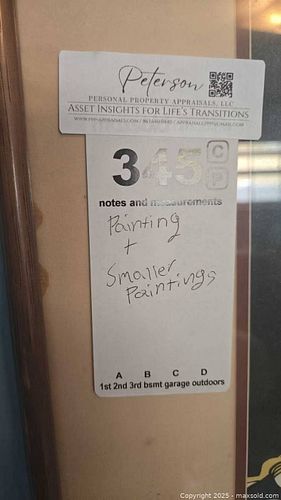 Peterson
PERSONAL PROPERTY APPRAISALS, LLC
ASSET INSIGHTS FOR LIFE'S TRANSITIONS
345
C
P
notes and measurements
Painting
+
Smaller
Paintings
A B C D
1st 2nd 3rd bsmt garage outdoors
Copyright © 2025 - maxsold.com